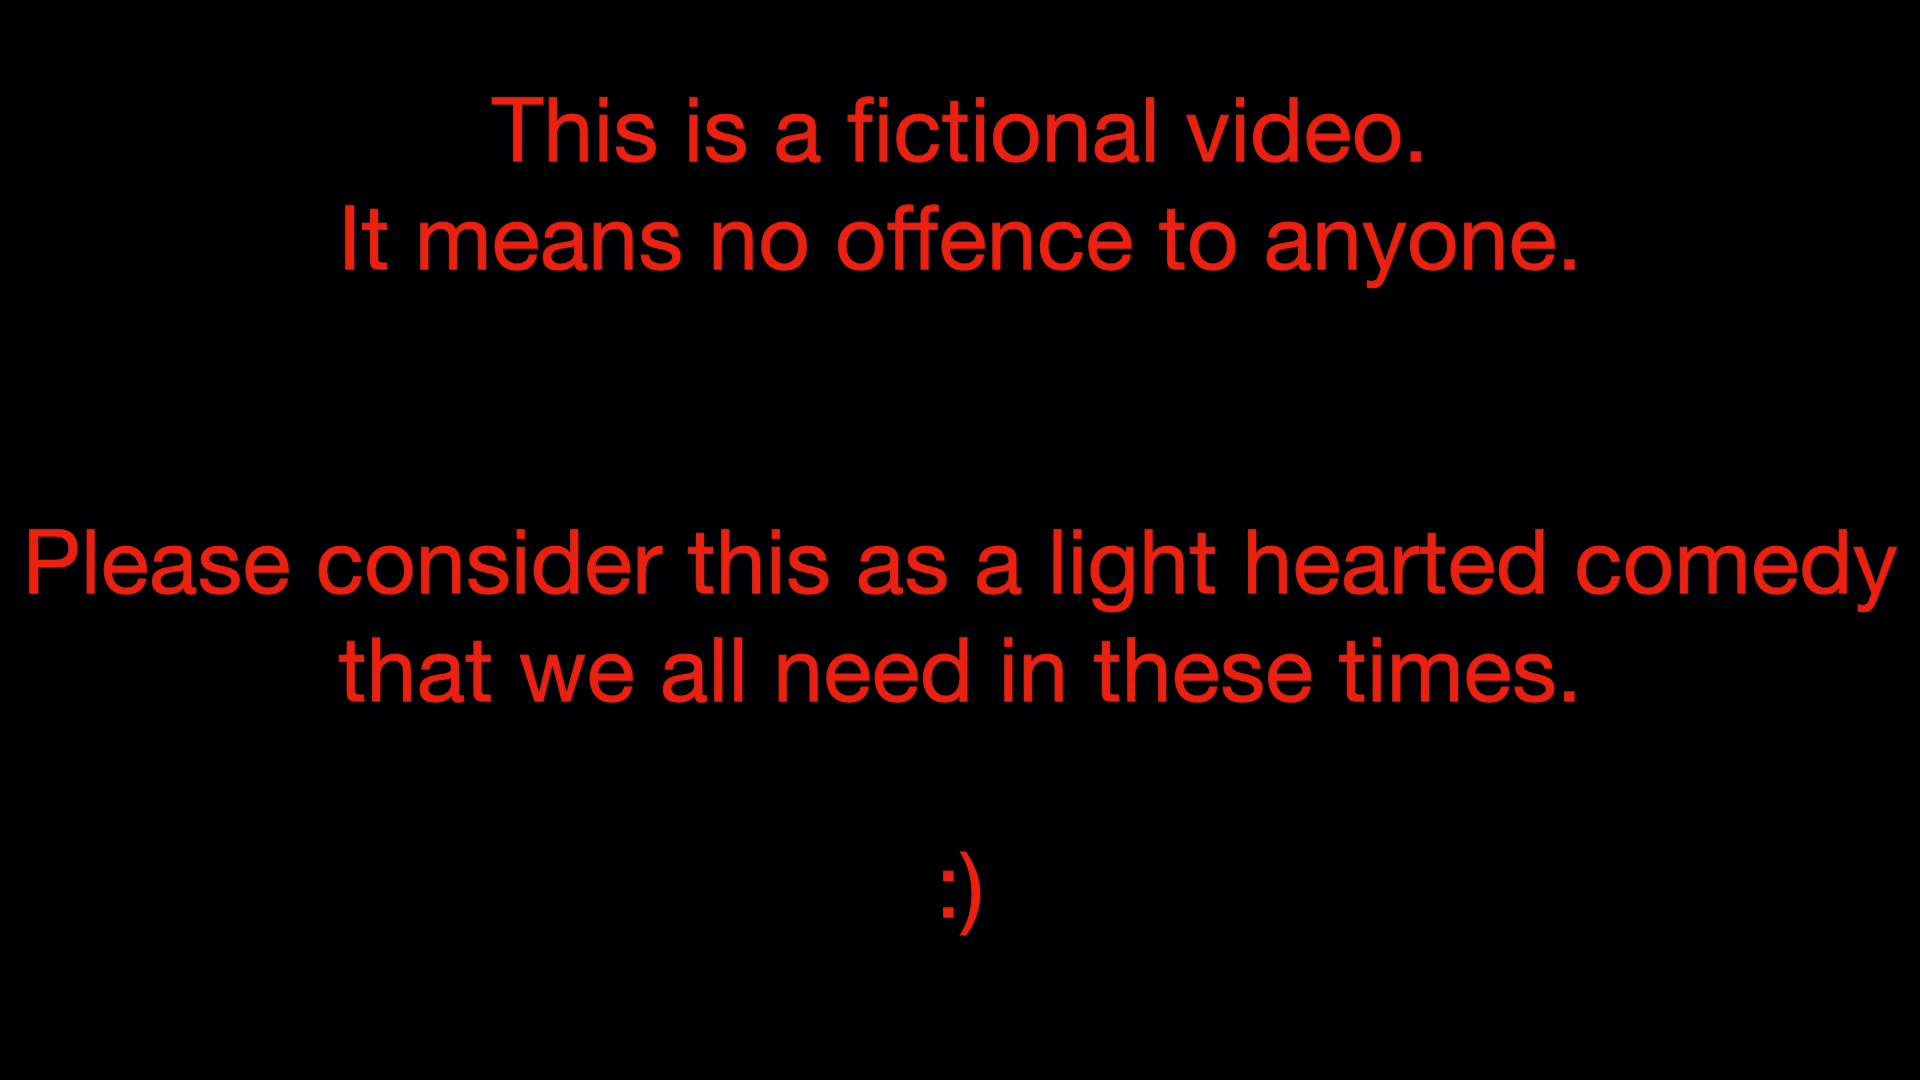 This is a fictional video.
It means no offence to anyone.
Please consider this as a light hearted comedy
that we all need in these times.
:)